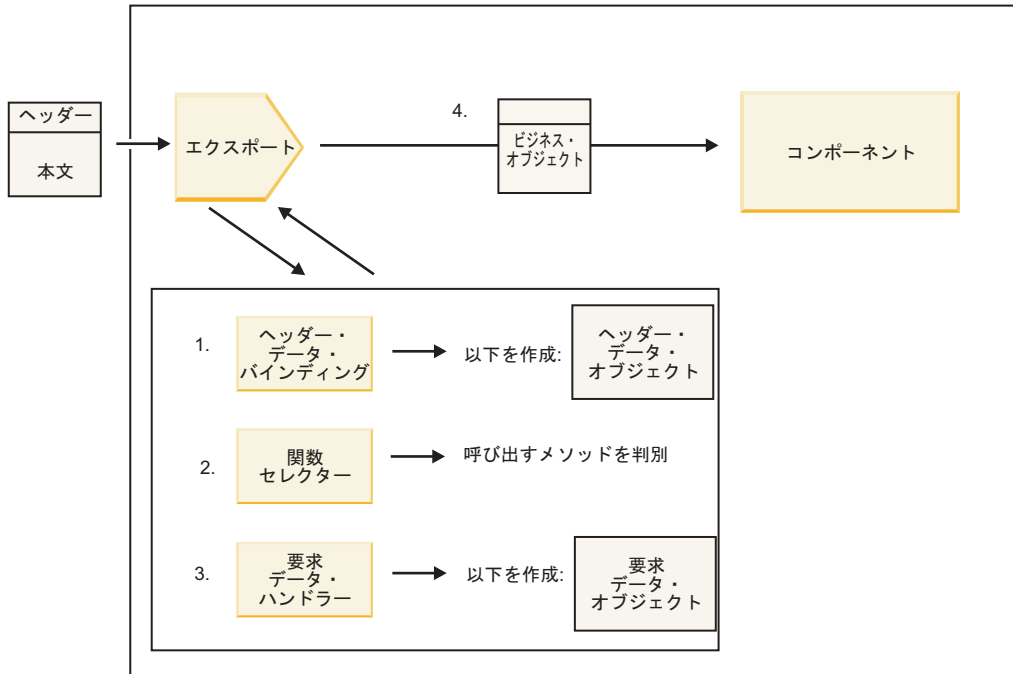 ヘッダー
本文
エクスポート
4.
ビジネス・
オブジェクト
コンポーネント
1.
ヘッダー・
データ・
バインディング
以下を作成:
ヘッダー・
データ・
オブジェクト
2.
関数
セレクター
呼び出すメソッドを判別
3.
要求
データ・
ハンドラー
以下を作成:
要求
データ・
オブジェクト